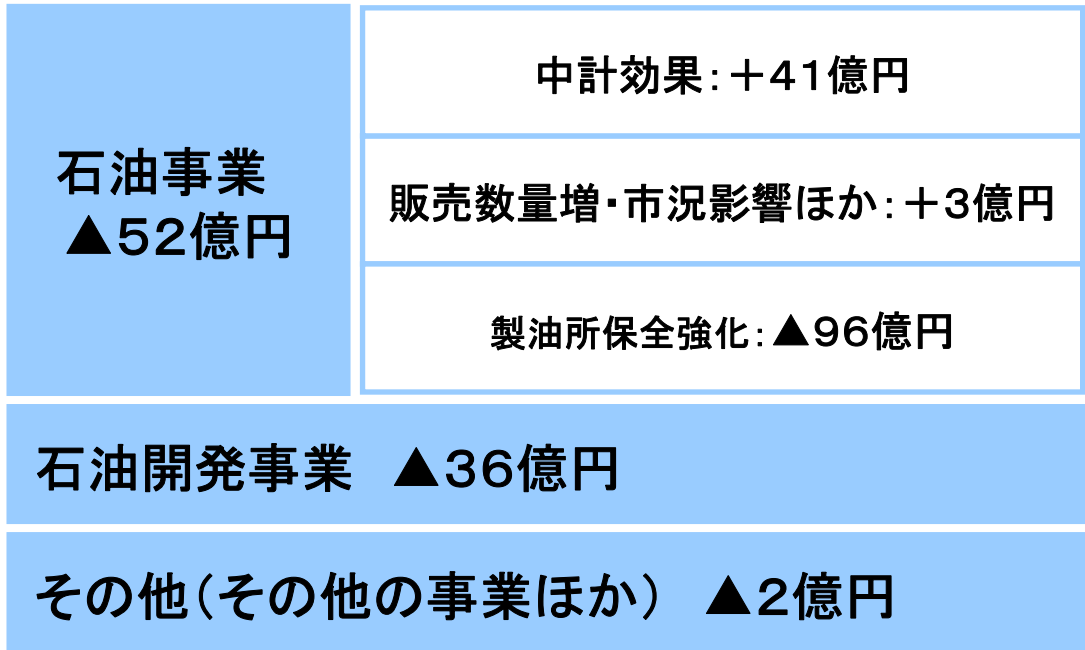 石油事業
▲52億円
中計効果：＋41億円
販売数量増・市況影響ほか：＋3億円
製油所保全強化：▲96億円
石油開発事業　▲36億円
その他（その他の事業ほか）　▲2億円